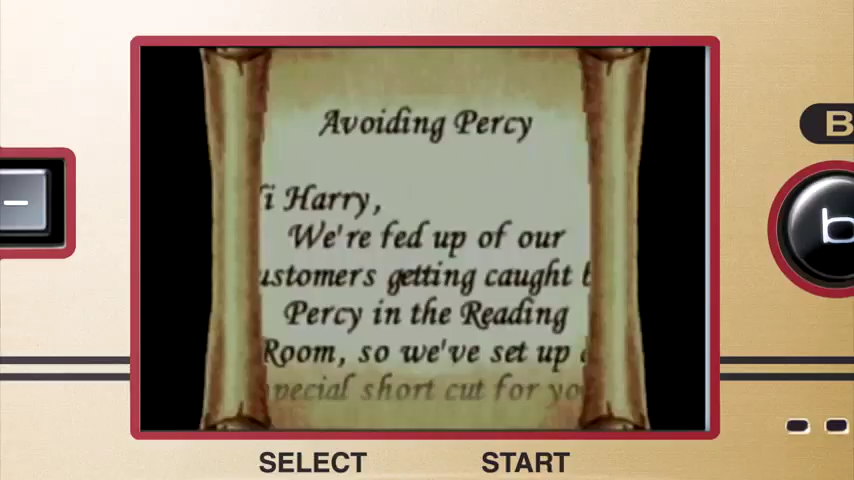 Avoiding Percy
i Harry,
We're fed up of our
ustomers getting caught b
Percy in the Reading
Room, so we've set up a
pecial short cut for yo
B
b
SELECT
START